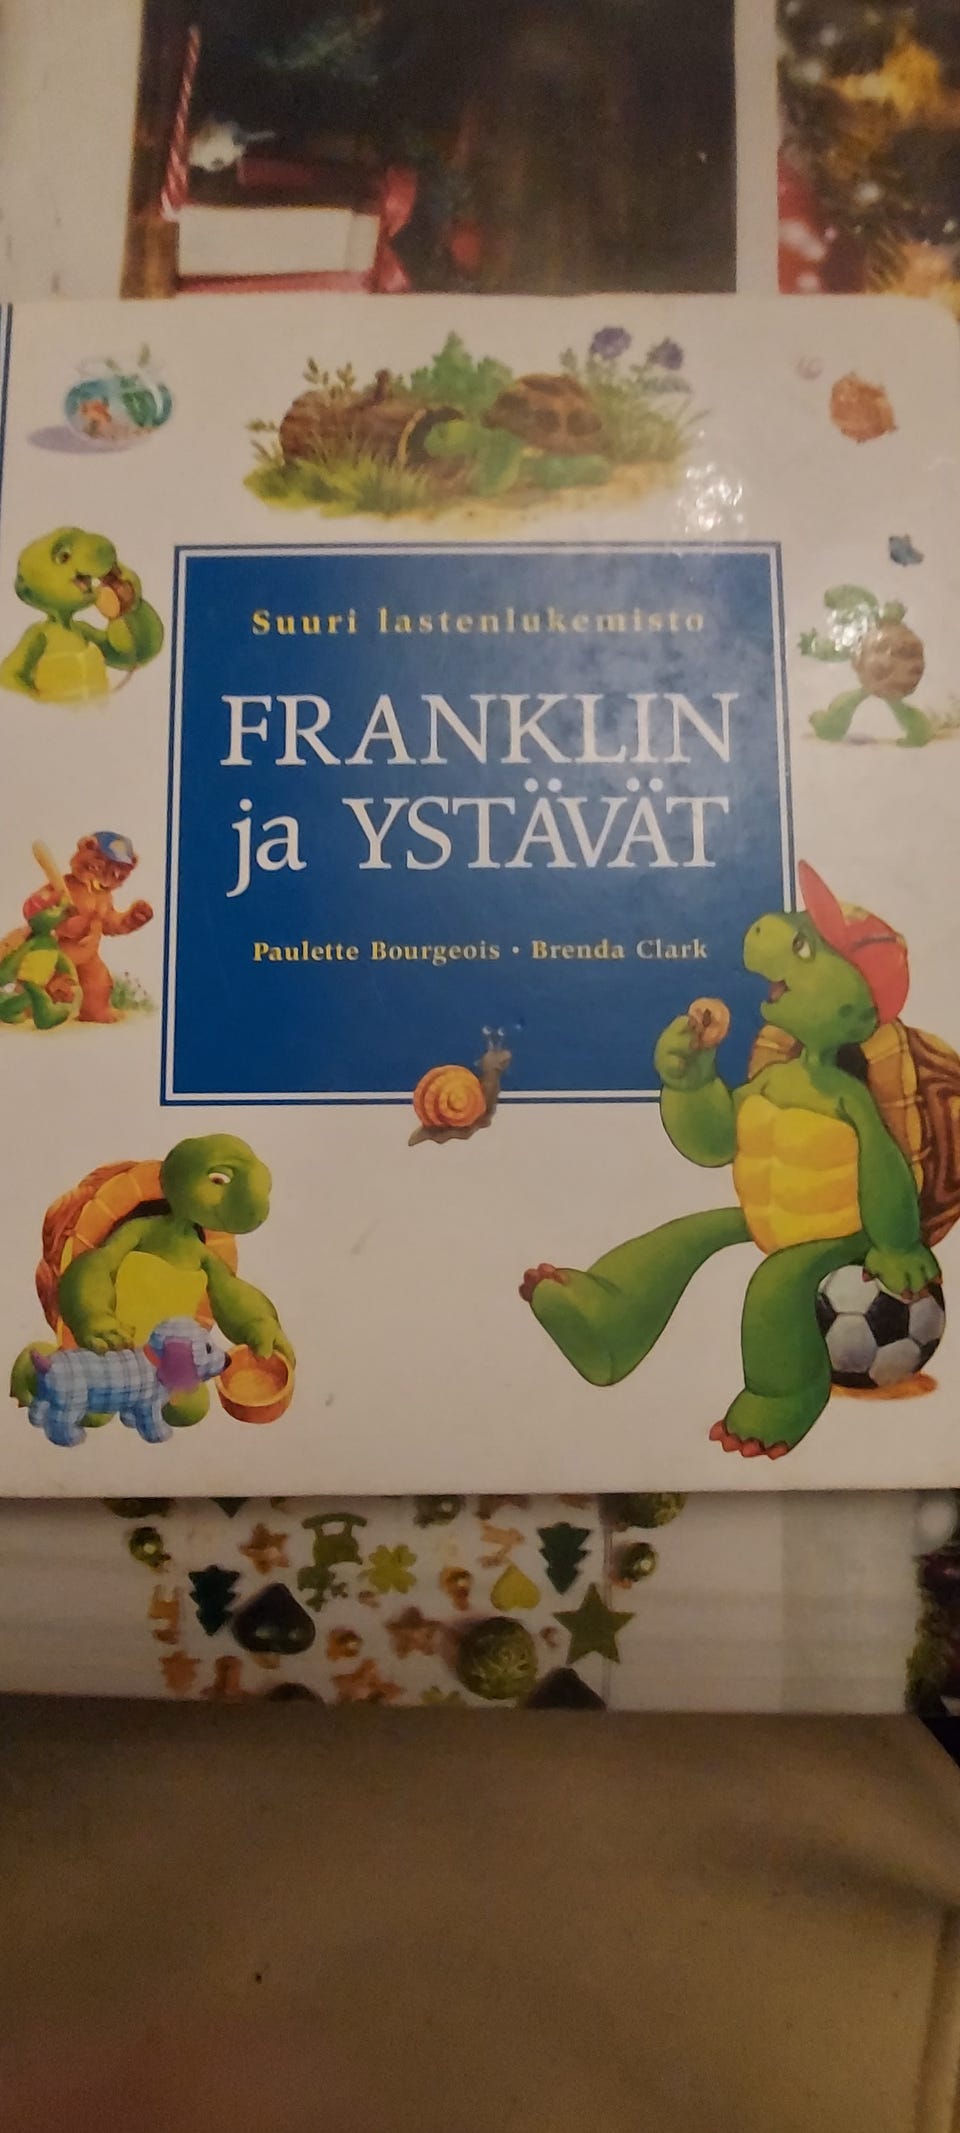 Suuri lastenlukemisto
FRANKLIN
ja YSTÄVÄT
Paulette Bourgeois • Brenda Clark